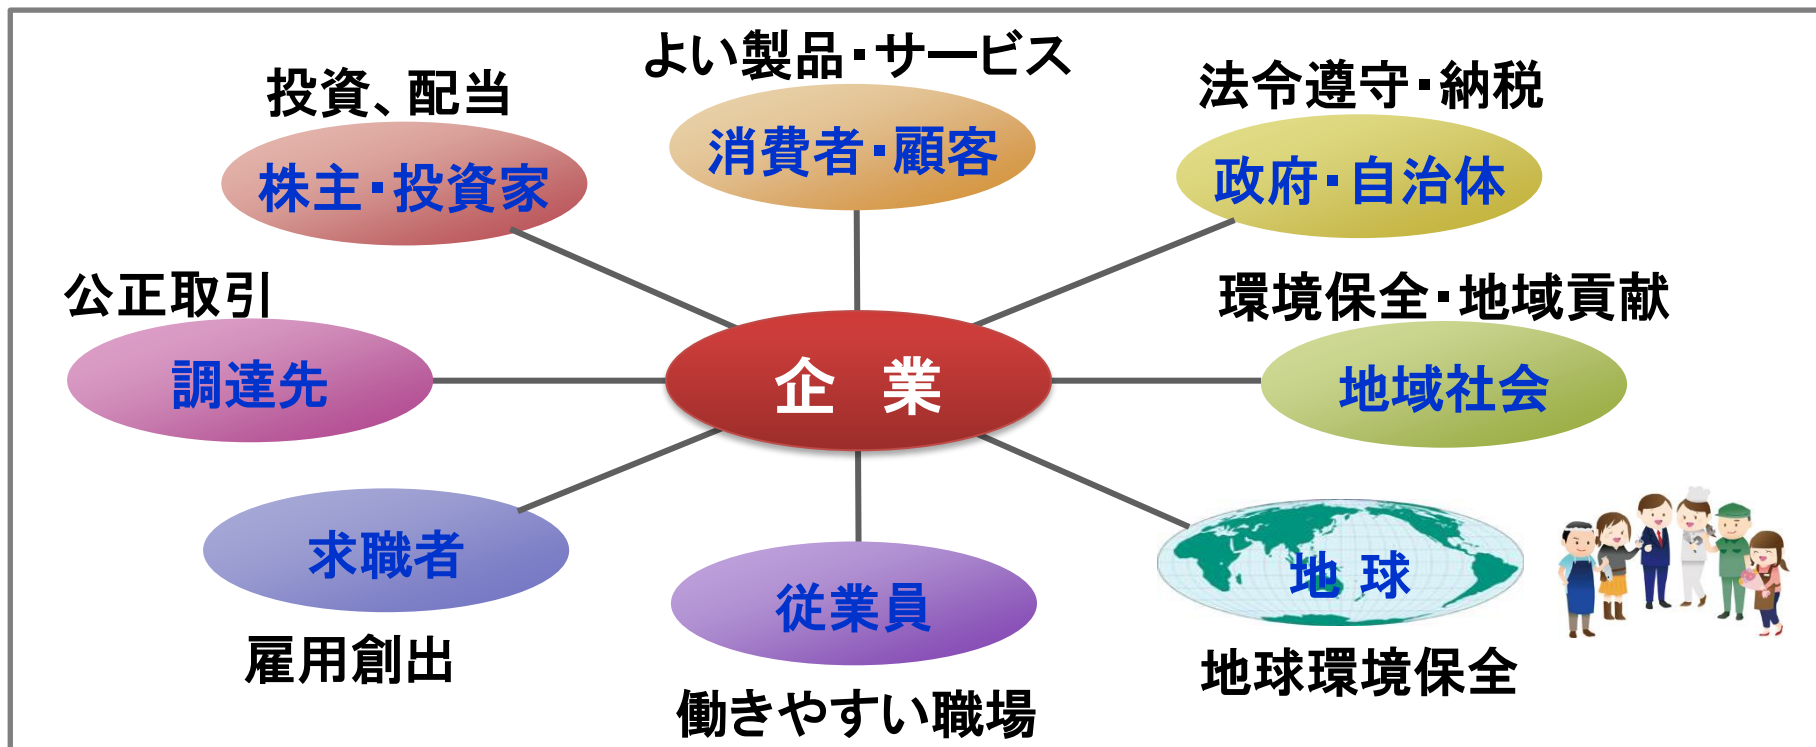 よい製品・サービス
消費者・顧客
投資、配当
株主・投資家
法令遵守・納税
政府・自治体
公正取引
調達先
企　業
環境保全・地域貢献
地域社会
求職者
雇用創出
従業員
働きやすい職場
地 球
地球環境保全